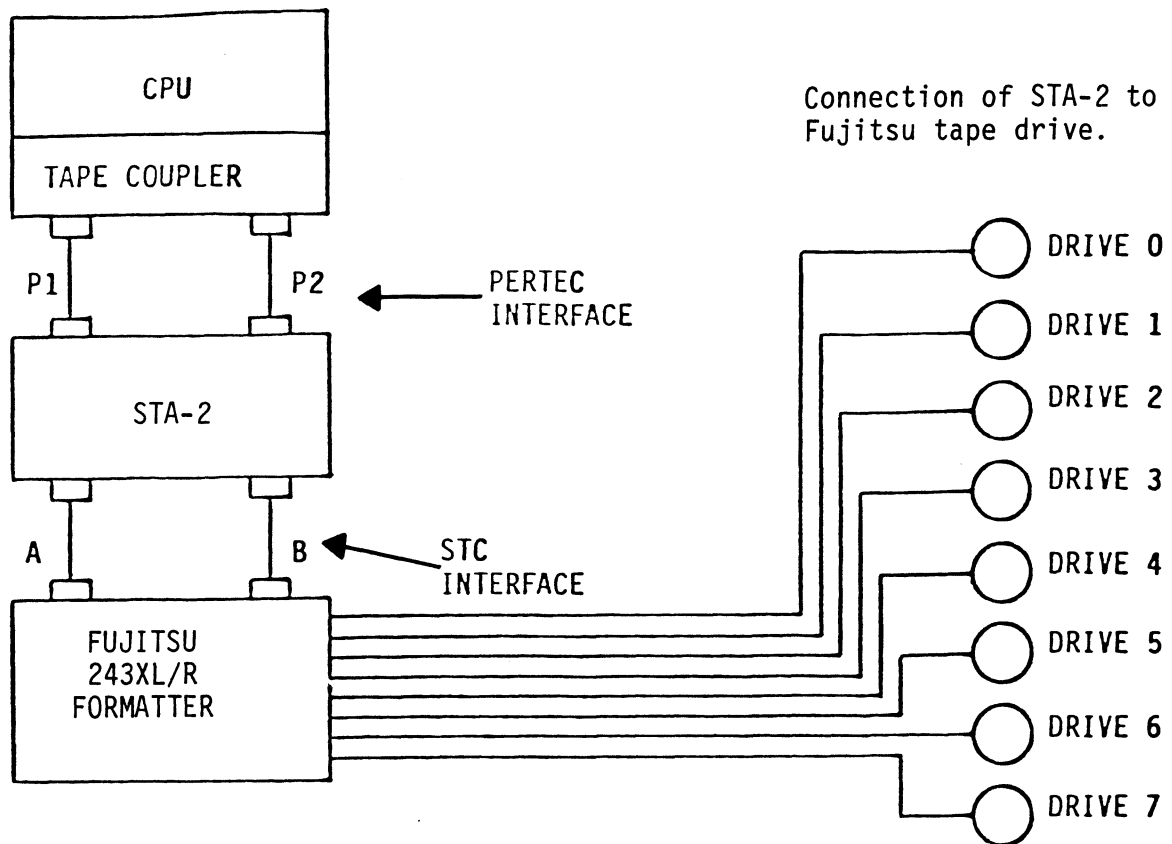 CPU
Connection of STA-2 to
Fujitsu tape drive.
TAPE COUPLER
P1
P2
PERTEC
INTERFACE
STA-2
A
B
STC
INTERFACE
FUJITSU
243XL/R
FORMATTER
DRIVE 0
DRIVE 1
DRIVE 2
DRIVE 3
DRIVE 4
DRIVE 5
DRIVE 6
DRIVE 7